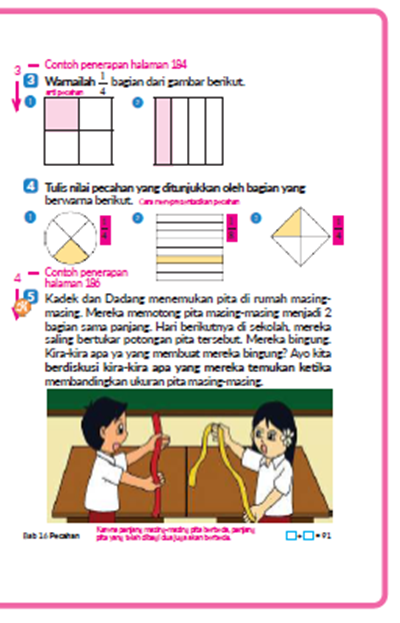 3 — Contoh penerapan halaman 184
3 Warnailah 1/4 bagian dari gambar berikut.
arti pecahan
1 2
4 Tulis nilai pecahan yang ditunjukkan oleh bagian yang
berwarna berikut. Cara merepresentasikan pecahan
1 2 3
4 — Contoh penerapan
halaman 186
5 Kadek dan Dadang menemukan pita di rumah masing-
masing. Mereka memotong pita masing-masing menjadi 2
bagian sama panjang. Hari berikutnya di sekolah, mereka
saling bertukar potongan pita tersebut. Mereka bingung.
Kira-kira apa ya yang membuat mereka bingung? Ayo kita
berdiskusi kira-kira apa yang mereka temukan ketika
membandingkan ukuran pita masing-masing.
Karena panjang masing-masing pita berbeda, panjang
pita yang telah dibagi dua juga akan berbeda.
Bab 16 Pecahan
□ + □ = 91